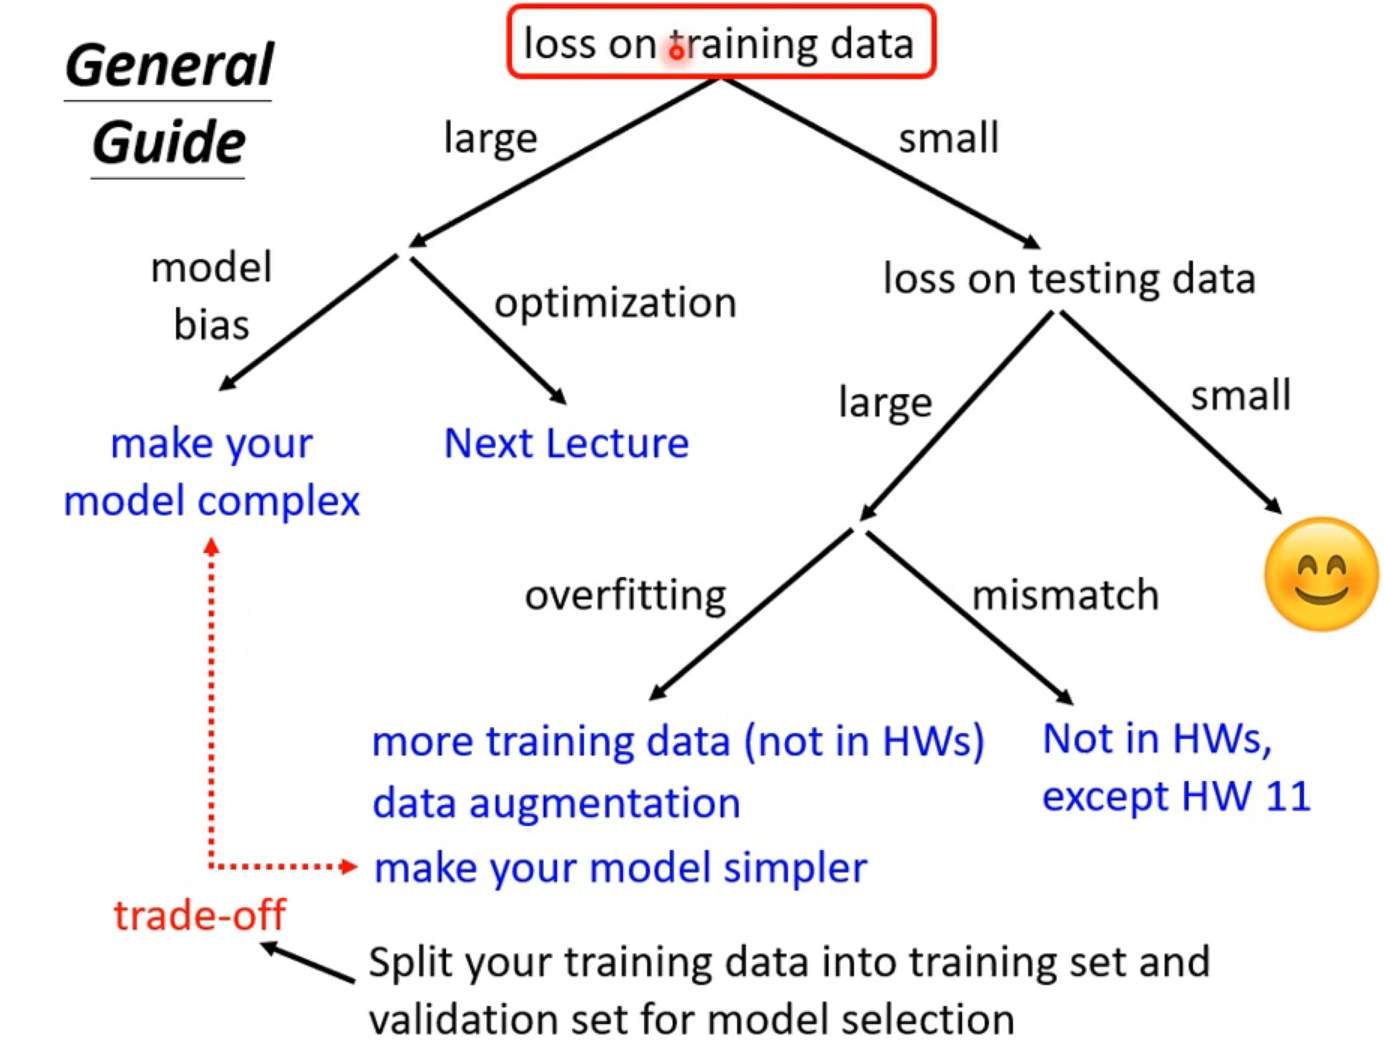 General
Guide
loss on training data
large
small
model
bias
optimization
loss on testing data
large
small
make your
model complex
Next Lecture
overfitting
mismatch
more training data (not in HWs)
data augmentation
make your model simpler
Not in HWs,
except HW 11
trade-off
Split your training data into training set and
validation set for model selection